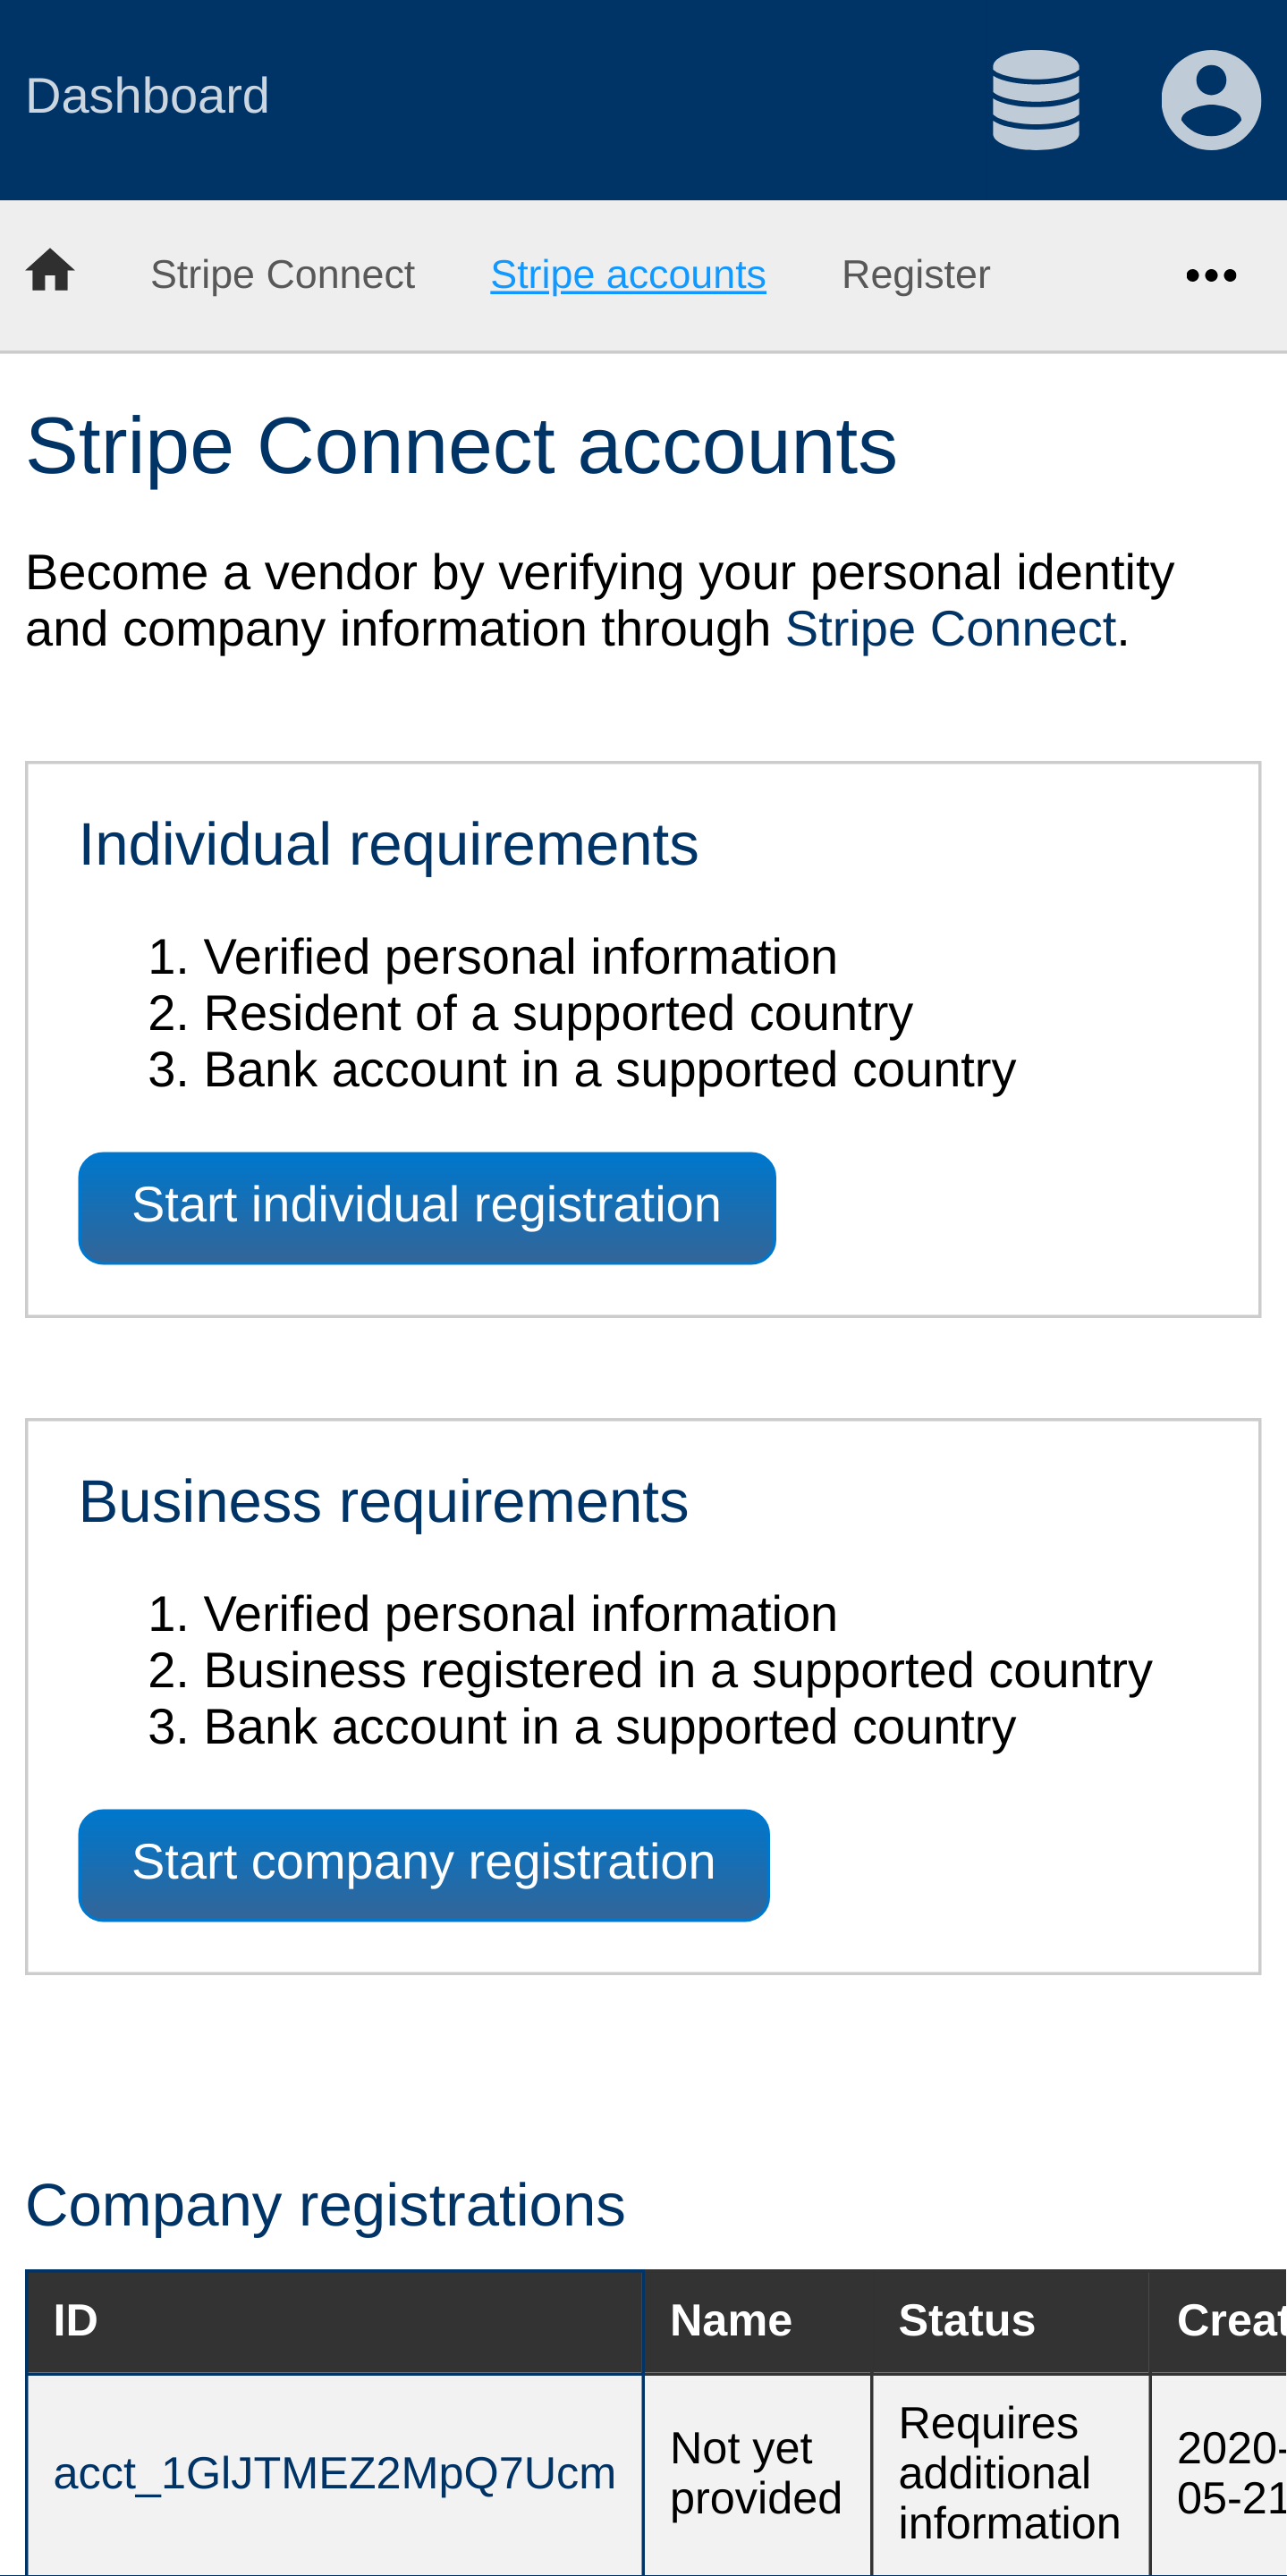 Dashboard
Stripe Connect Stripe accounts Register
Stripe Connect accounts
Become a vendor by verifying your personal identity
and company information through Stripe Connect.
Individual requirements
1. Verified personal information
2. Resident of a supported country
3. Bank account in a supported country
Start individual registration
Business requirements
1. Verified personal information
2. Business registered in a supported country
3. Bank account in a supported country
Start company registration
Company registrations
ID Name Status Creat
acct_1GlJTMEZ2MpQ7Ucm
Not yet
provided
Requires
additional
information
2020-
05-21